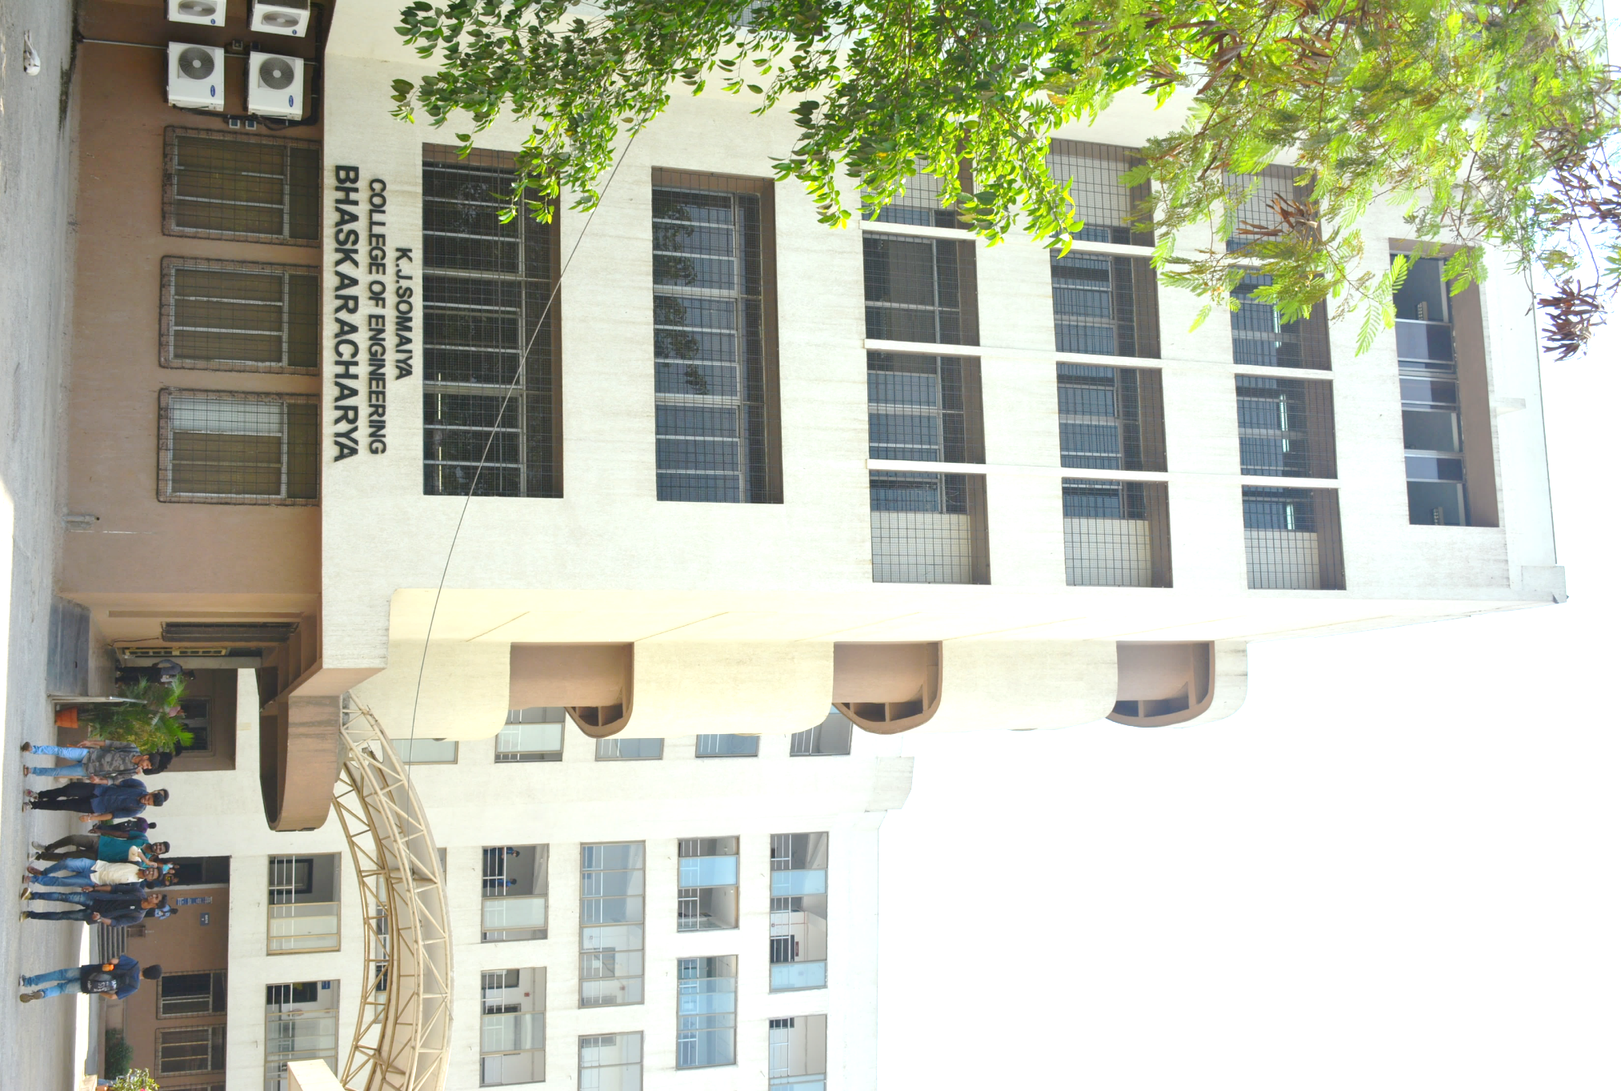 K.J.SOMAIYA
COLLEGE OF ENGINEERING
BHASKARACHARYA